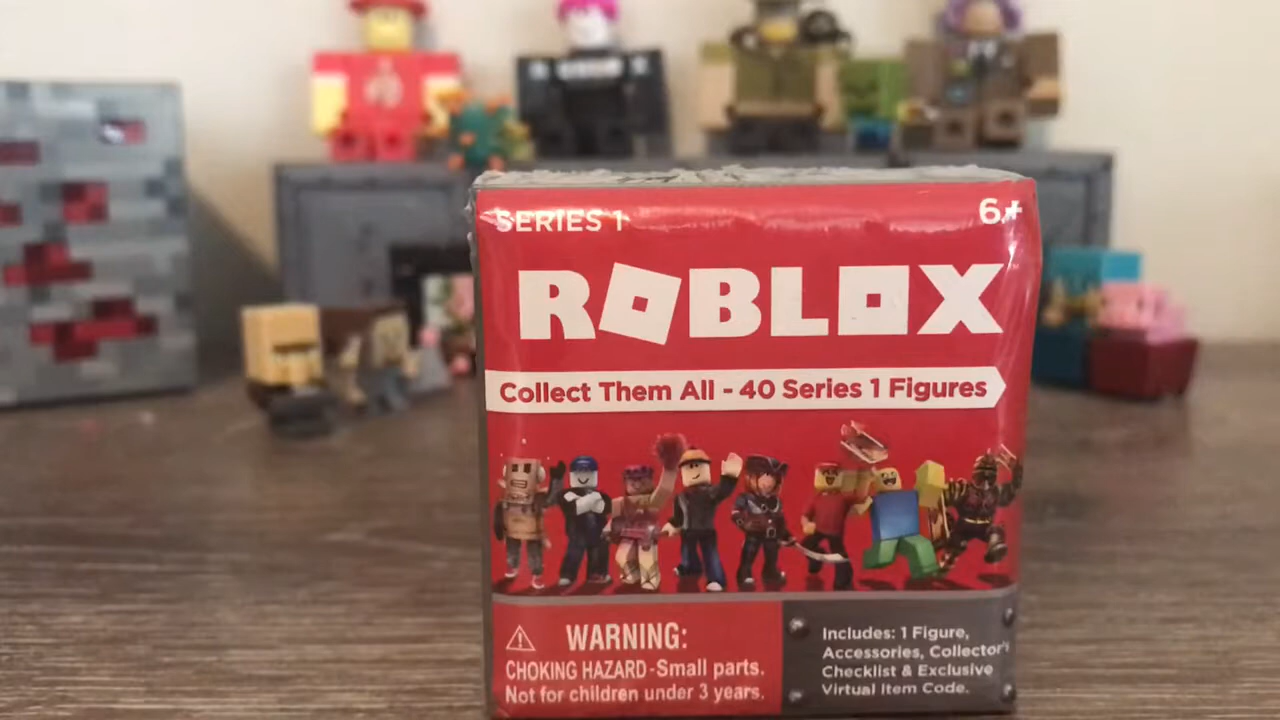 SERIES 1 6+
ROBLOX
Collect Them All - 40 Series 1 Figures
WARNING:
CHOKING HAZARD - Small parts.
Not for children under 3 years.
Includes: 1 Figure,
Accessories, Collector's
Checklist & Exclusive
Virtual Item Code.